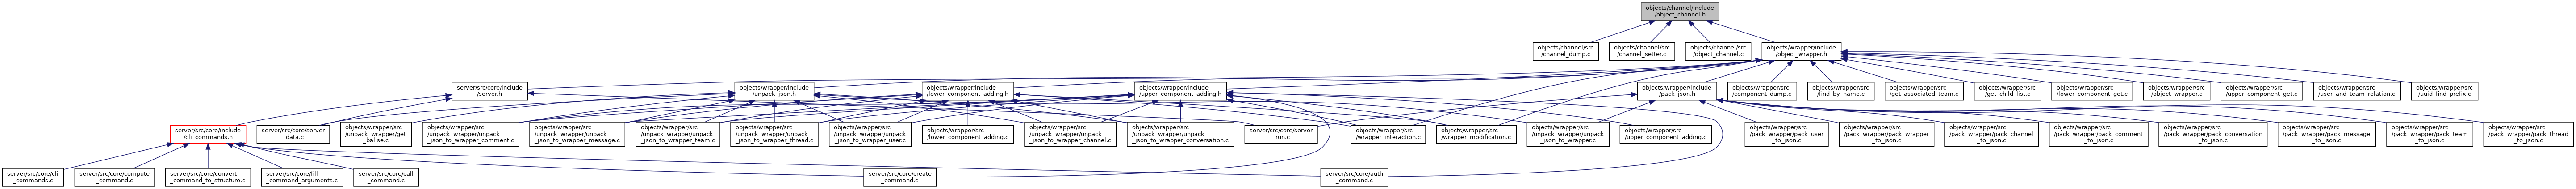 objects/channel/include
/object_channel.h
objects/channel/src
/channel_dump.c
objects/channel/src
/channel_setter.c
objects/channel/src
/object_channel.c
objects/wrapper/include
/object_wrapper.h
server/src/core/include
/server.h
objects/wrapper/include
/unpack_json.h
objects/wrapper/include
/lower_component_adding.h
objects/wrapper/include
/upper_component_adding.h
objects/wrapper/include
/pack_json.h
objects/wrapper/src
/component_dump.c
objects/wrapper/src
/find_by_name.c
objects/wrapper/src
/get_associated_team.c
objects/wrapper/src
/get_child_list.c
objects/wrapper/src
/lower_component_get.c
objects/wrapper/src
/object_wrapper.c
objects/wrapper/src
/upper_component_get.c
objects/wrapper/src
/user_and_team_relation.c
objects/wrapper/src
/uuid_find_prefix.c
server/src/core/include
/cli_commands.h
server/src/core/server
_data.c
objects/wrapper/src
/unpack_wrapper/get
_balise.c
objects/wrapper/src
/unpack_wrapper/unpack
_json_to_wrapper_comment.c
objects/wrapper/src
/unpack_wrapper/unpack
_json_to_wrapper_message.c
objects/wrapper/src
/unpack_wrapper/unpack
_json_to_wrapper_team.c
objects/wrapper/src
/unpack_wrapper/unpack
_json_to_wrapper_thread.c
objects/wrapper/src
/unpack_wrapper/unpack
_json_to_wrapper_user.c
objects/wrapper/src
/lower_component_adding.c
objects/wrapper/src
/unpack_wrapper/unpack
_json_to_wrapper_channel.c
objects/wrapper/src
/unpack_wrapper/unpack
_json_to_wrapper_conversation.c
server/src/core/server
_run.c
objects/wrapper/src
/wrapper_interaction.c
objects/wrapper/src
/wrapper_modification.c
objects/wrapper/src
/unpack_wrapper/unpack
_json_to_wrapper.c
objects/wrapper/src
/upper_component_adding.c
objects/wrapper/src
/pack_wrapper/pack_user
_to_json.c
objects/wrapper/src
/pack_wrapper/pack_wrapper
_to_json.c
objects/wrapper/src
/pack_wrapper/pack_channel
_to_json.c
objects/wrapper/src
/pack_wrapper/pack_comment
_to_json.c
objects/wrapper/src
/pack_wrapper/pack_conversation
_to_json.c
objects/wrapper/src
/pack_wrapper/pack_message
_to_json.c
objects/wrapper/src
/pack_wrapper/pack_team
_to_json.c
objects/wrapper/src
/pack_wrapper/pack_thread
_to_json.c
server/src/core/cli
_commands.c
server/src/core/compute
_command.c
server/src/core/convert
_command_to_structure.c
server/src/core/fill
_command_arguments.c
server/src/core/call
_command.c
server/src/core/create
_command.c
server/src/core/auth
_command.c